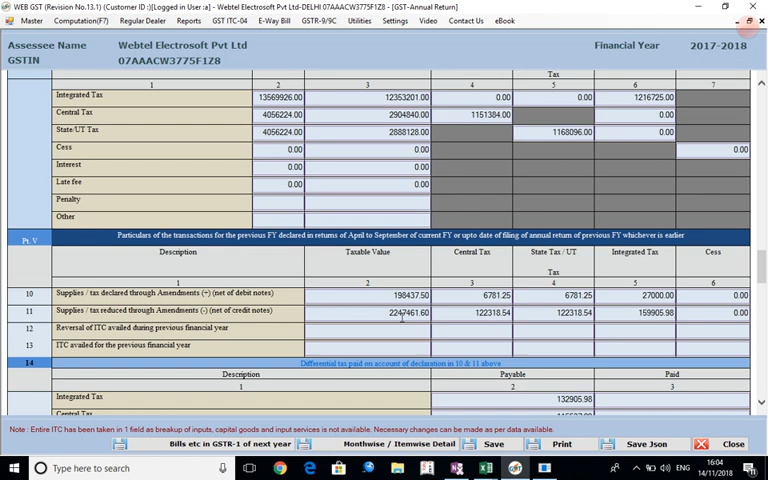 WEB GST (Revision No.13.1) (Customer ID :)[Logged in User :a] Webtel Electrosoft Pvt Ltd-DELHI 07AAACW3775F1Z8 (2017-2018) - [GST-Annual Return]
Master Computation(F7) Regular Dealer Reports GST ITC-04 E-Way Bill GSTR-9/9C Utilities Settings Video Contact Us eBook
Assessee Name Webtel Electrosoft Pvt Ltd Financial Year 2017-2018
GSTIN 07AAACW3775F1Z8
Tax
1 2 3 4 5 6 7
Integrated Tax 13569926.00 12353201.00 0.00 0.00 1216725.00
Central Tax 4056224.00 2904840.00 1151384.00 0.00
State/UT Tax 4056224.00 2888128.00 1168096.00 0.00
Cess 0.00 0.00 0.00
Interest 0.00 0.00
Late fee 0.00 0.00
Penalty
Other
Pt. V Particulars of the transactions for the previous FY declared in returns of April to September of current FY or upto date of filing of annual return of previous FY whichever is earlier
Description Taxable Value Central Tax State Tax / UT Tax Integrated Tax Cess
1 2 3 4 5 6
10 Supplies / tax declared through Amendments (+) (net of debit notes) 198437.50 6781.25 6781.25 27000.00 0.00
11 Supplies / tax reduced through Amendments (-) (net of credit notes) 2247461.60 122318.54 122318.54 159905.98 0.00
12 Reversal of ITC availed during previous financial year
13 ITC availed for the previous financial year
14 Differential tax paid on account of declaration in 10 & 11 above
Description Payable Paid
1 2 3
Integrated Tax 132905.98
Central Tax
Note : Entire ITC has been taken in 1 field as breakup of inputs, capital goods and input services is not available. Necessary changes can be made as per data available.
Bills etc in GSTR-1 of next year Monthwise / Itemwise Detail Save Print Save Json Close
Type here to search ENG 16:04
14/11/2018